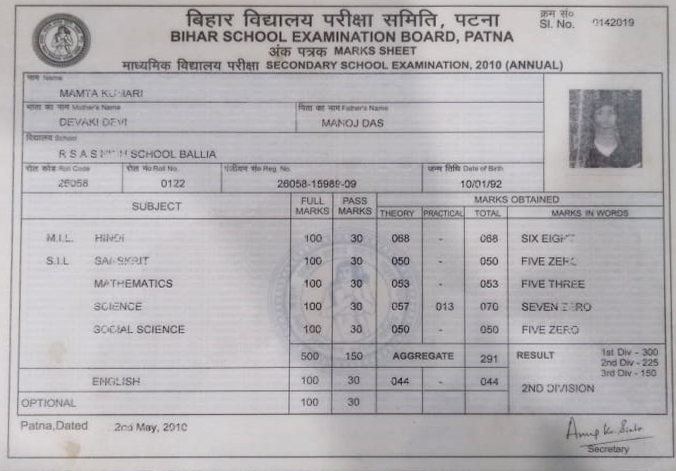 बिहार विद्यालय परीक्षा समिति, पटना
क्रम सं०
Sl. No. 0142019
BIHAR SCHOOL EXAMINATION BOARD, PATNA
अंक पत्रक MARKS SHEET
माध्यमिक विद्यालय परीक्षा SECONDARY SCHOOL EXAMINATION, 2010 (ANNUAL)
नाम Name
MAMTA KUMARI
माता का नाम Mother's Name पिता का नाम Father's Name
DEVAKI DEVI MANOJ DAS
विद्यालय School
R S A S HIGH SCHOOL BALLIA
रोल कोड Roll Code रोल नं० Roll No. पंजीयन सं० Reg. No. जन्म तिथि Date of Birth
26058 0122 26058-15989-09 10/01/92
SUBJECT FULL MARKS PASS MARKS MARKS OBTAINED
THEORY PRACTICAL TOTAL MARKS IN WORDS
M.I.L. HINDI 100 30 068 - 068 SIX EIGHT
S.I.L SANSKRIT 100 30 050 - 050 FIVE ZERO
MATHEMATICS 100 30 053 - 053 FIVE THREE
SCIENCE 100 30 057 013 070 SEVEN ZERO
SOCIAL SCIENCE 100 30 050 - 050 FIVE ZERO
500 150 AGGREGATE 291 RESULT 1st Div - 300
2nd Div - 225
3rd Div - 150
ENGLISH 100 30 044 - 044 2ND DIVISION
OPTIONAL 100 30
Patna,Dated 2nd May, 2010
Secretary